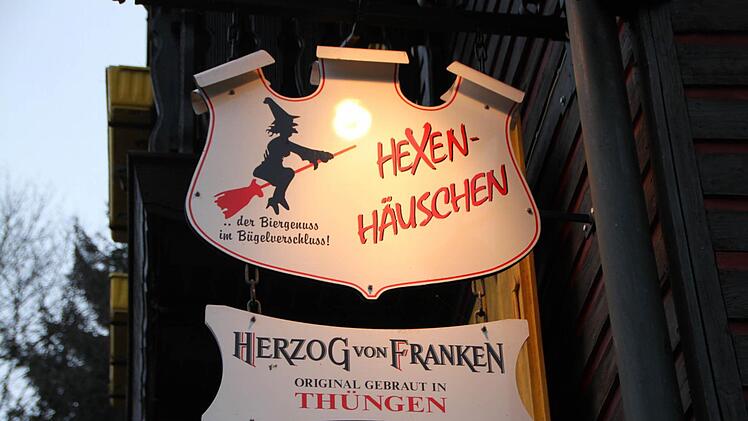 HEXEN-
HÄUSCHEN
.. der Biergenuss
im Bügelverschluss!
HERZOG VON FRANKEN
ORIGINAL GEBRAUT IN
THÜNGEN